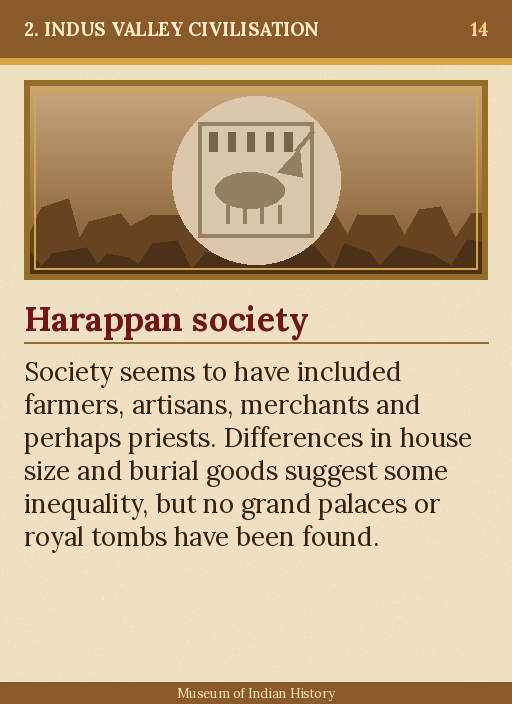 2. INDUS VALLEY CIVILISATION 14
Harappan society
Society seems to have included
farmers, artisans, merchants and
perhaps priests. Differences in house
size and burial goods suggest some
inequality, but no grand palaces or
royal tombs have been found.
Museum of Indian History